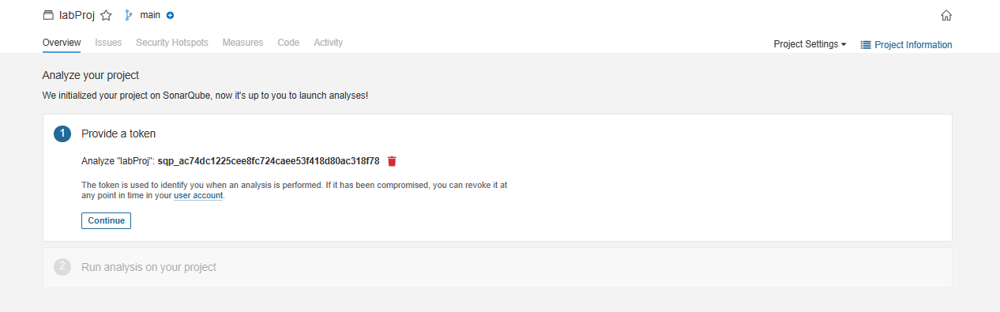 labProj main
Overview Issues Security Hotspots Measures Code Activity Project Settings Project Information
Analyze your project
We initialized your project on SonarQube, now it's up to you to launch analyses!
1 Provide a token
Analyze "labProj": sqp_ac74dc1225cee8fc724caee53f418d80ac318f78
The token is used to identify you when an analysis is performed. If it has been compromised, you can revoke it at
any point in time in your user account.
Continue
2 Run analysis on your project